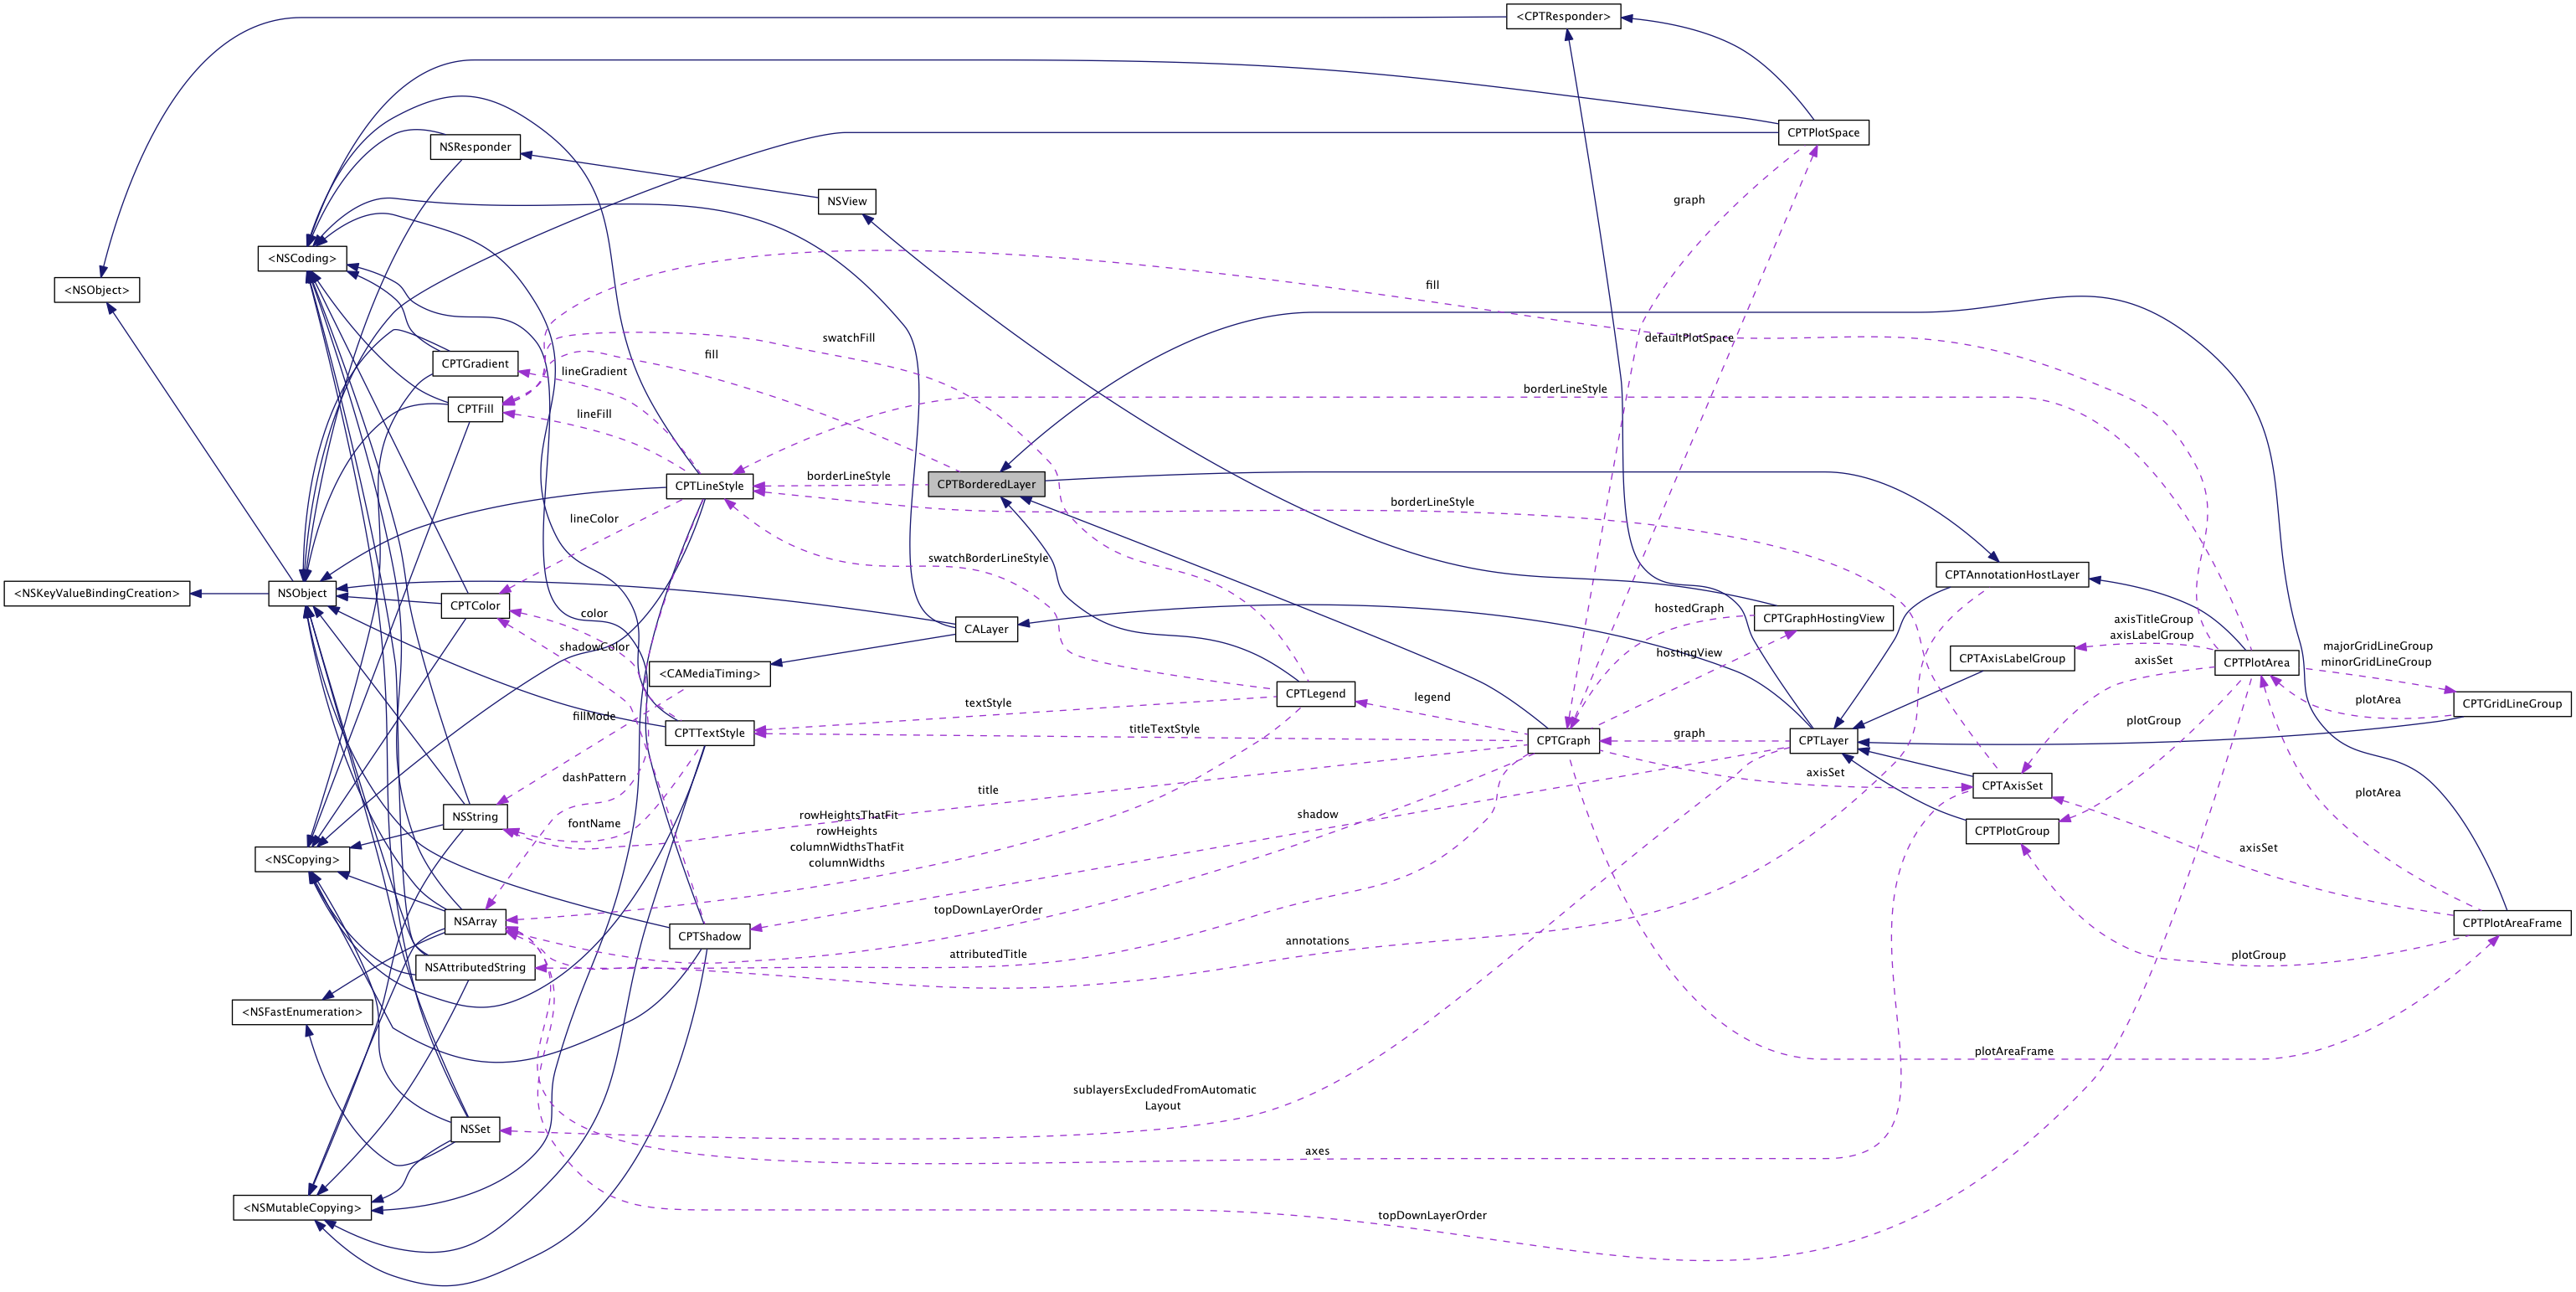 <CPTResponder>
CPTPlotSpace
NSResponder
NSView
graph
<NSCoding>
<NSObject>
fill
swatchFill
defaultPlotSpace
fill
CPTGradient
lineGradient
borderLineStyle
CPTFill
lineFill
CPTLineStyle
borderLineStyle
CPTBorderedLayer
borderLineStyle
lineColor
swatchBorderLineStyle
CPTAnnotationHostLayer
<NSKeyValueBindingCreation>
NSObject
CPTColor
color
hostedGraph
CPTGraphHostingView
axisTitleGroup
axisLabelGroup
CALayer
shadowColor
hostingView
CPTAxisLabelGroup
axisSet
CPTPlotArea
majorGridLineGroup
minorGridLineGroup
<CAMediaTiming>
CPTLegend
legend
textStyle
plotArea
CPTGridLineGroup
fillMode
plotGroup
CPTTextStyle
titleTextStyle
CPTGraph
graph
CPTLayer
dashPattern
axisSet
CPTAxisSet
title
plotArea
NSString
fontName
rowHeightsThatFit
rowHeights
columnWidthsThatFit
columnWidths
shadow
CPTPlotGroup
<NSCopying>
axisSet
NSArray
topDownLayerOrder
CPTPlotAreaFrame
CPTShadow
annotations
attributedTitle
plotGroup
NSAttributedString
<NSFastEnumeration>
plotAreaFrame
sublayersExcludedFromAutomatic
Layout
NSSet
axes
<NSMutableCopying>
topDownLayerOrder